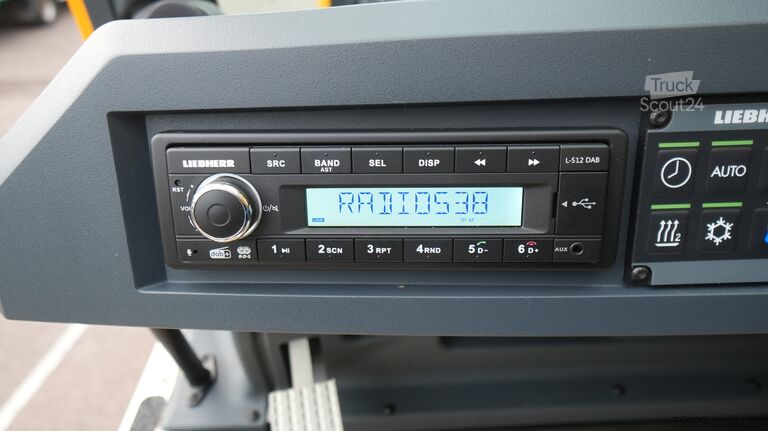 Truck
Scout24
LIEBHERR
SRC
BAND
AST
SEL
DISP
L-512 DAB
LIEBH
RST
VOL
RADIO538
LOUD
TP AF
AUTO
dab+
R·D·S
1
2 SCN
3 RPT
4 RND
5 D-
6 D+
AUX